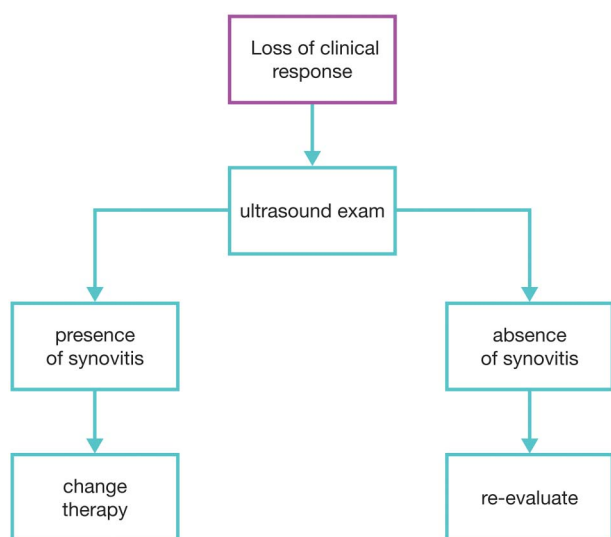 Loss of clinical
response
ultrasound exam
presence
of synovitis
absence
of synovitis
change
therapy
re-evaluate